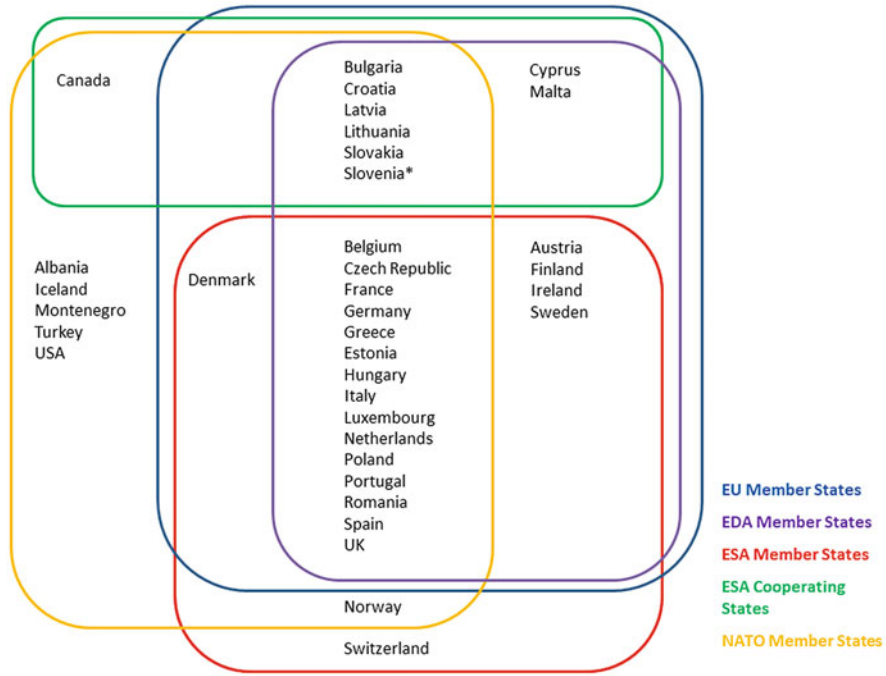 Canada
Bulgaria
Croatia
Latvia
Lithuania
Slovakia
Slovenia*
Cyprus
Malta
Albania
Iceland
Montenegro
Turkey
USA
Denmark
Belgium
Czech Republic
France
Germany
Greece
Estonia
Hungary
Italy
Luxembourg
Netherlands
Poland
Portugal
Romania
Spain
UK
Austria
Finland
Ireland
Sweden
Norway
Switzerland
EU Member States
EDA Member States
ESA Member States
ESA Cooperating
States
NATO Member States